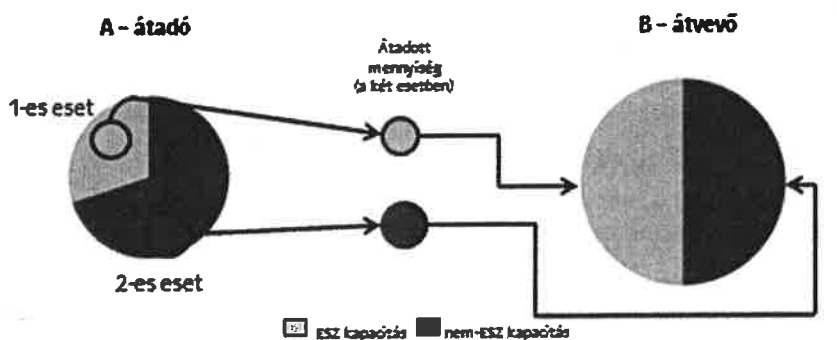 A – átadó
B – átvevő
Átadott
mennyiség
(a két esetben)
1-es eset
2-es eset
ESZ kapacitás
nem-ESZ kapacitás